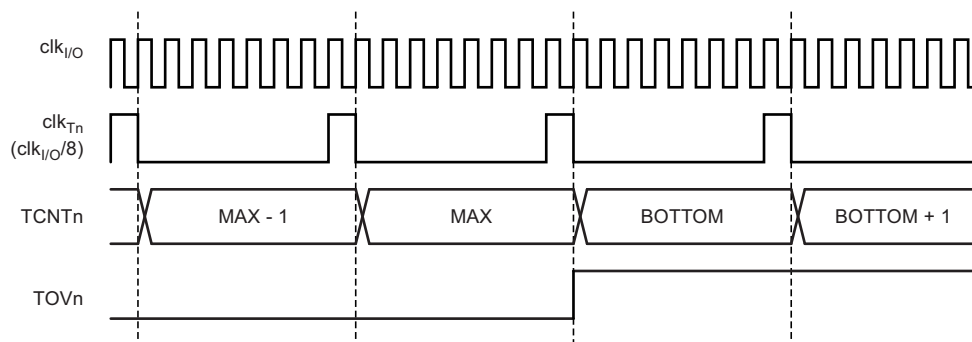 clkI/O
clkTn
(clkI/O/8)
TCNTn MAX - 1 MAX BOTTOM BOTTOM + 1
TOVn